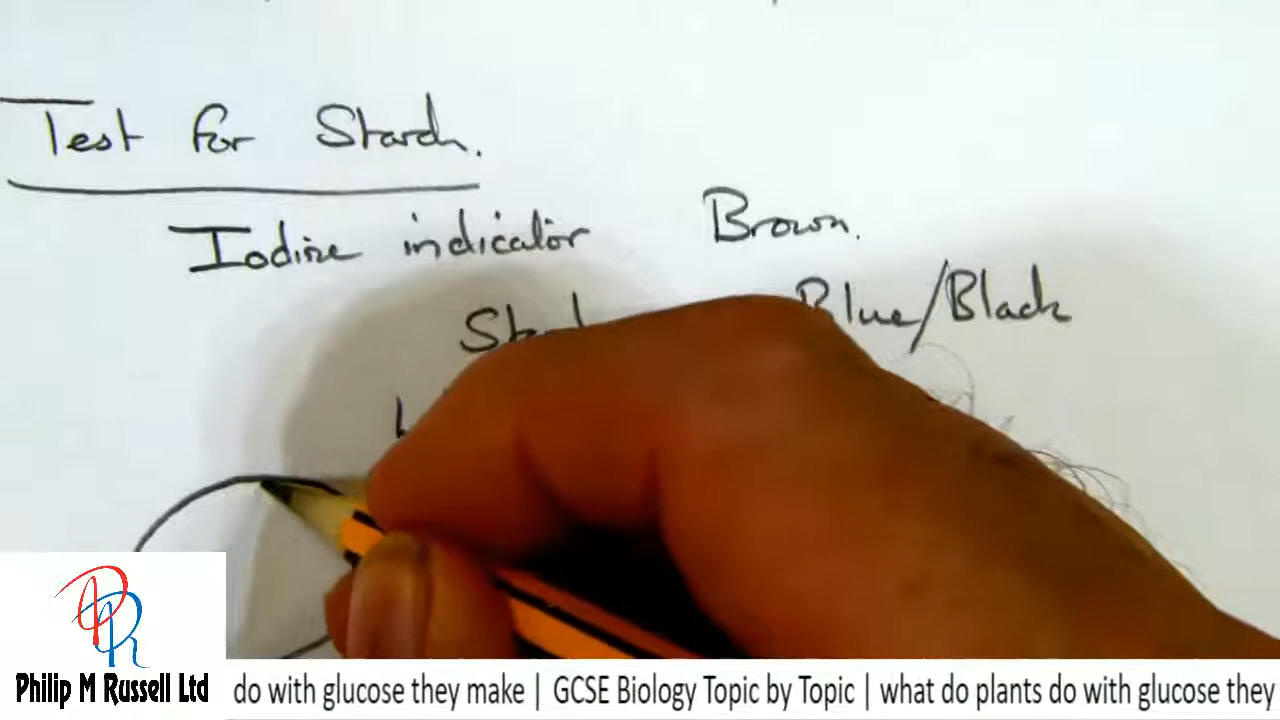 Test for Starch.
Iodine indicator Brown.
Blue/Black
Philip M Russell Ltd
do with glucose they make | GCSE Biology Topic by Topic | what do plants do with glucose they